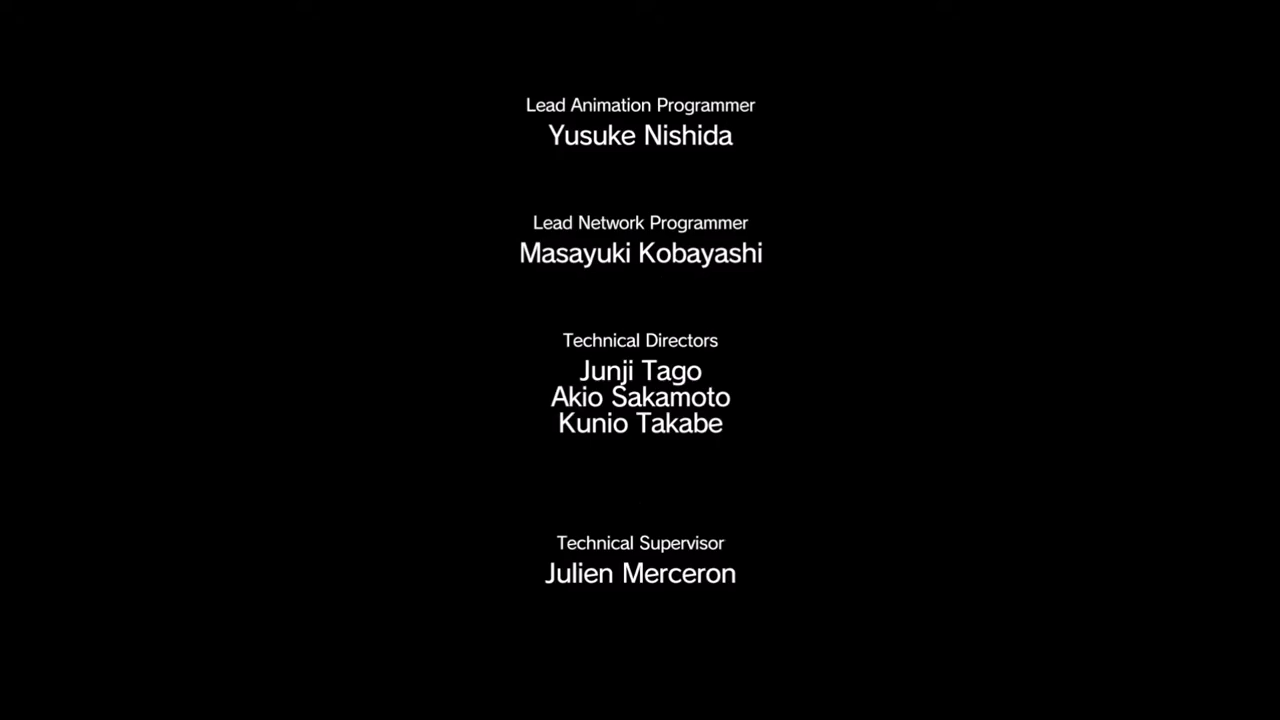 Lead Animation Programmer
Yusuke Nishida
Lead Network Programmer
Masayuki Kobayashi
Technical Directors
Junji Tago
Akio Sakamoto
Kunio Takabe
Technical Supervisor
Julien Merceron